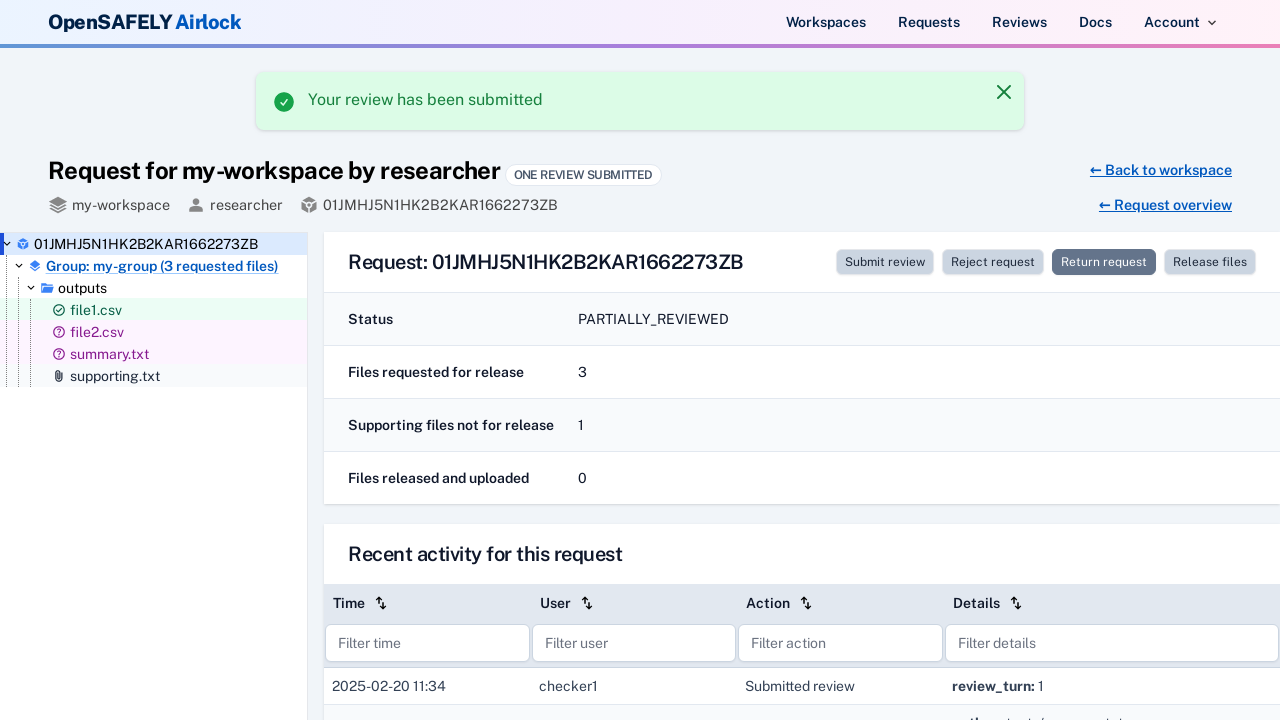 OpenSAFELY Airlock Workspaces Requests Reviews Docs Account
Your review has been submitted
Request for my-workspace by researcher ONE REVIEW SUBMITTED ← Back to workspace
my-workspace researcher 01JMHJ5N1HK2B2KAR1662273ZB ← Request overview
01JMHJ5N1HK2B2KAR1662273ZB
Group: my-group (3 requested files)
outputs
file1.csv
file2.csv
summary.txt
supporting.txt
Request: 01JMHJ5N1HK2B2KAR1662273ZB Submit review Reject request Return request Release files
Status PARTIALLY_REVIEWED
Files requested for release 3
Supporting files not for release 1
Files released and uploaded 0
Recent activity for this request
Time User Action Details
Filter time Filter user Filter action Filter details
2025-02-20 11:34 checker1 Submitted review review_turn: 1